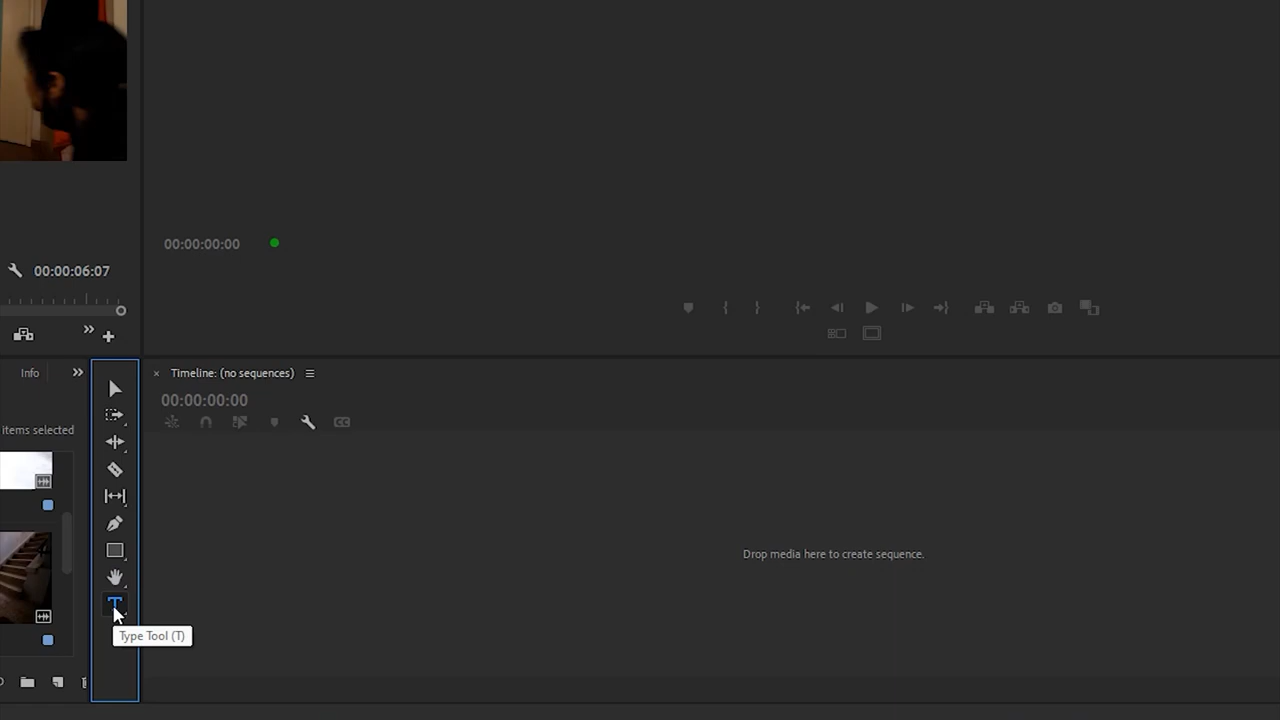 00:00:00:00
00:00:06:07
Info
Timeline: (no sequences)
00:00:00:00
items selected
Drop media here to create sequence.
Type Tool (T)